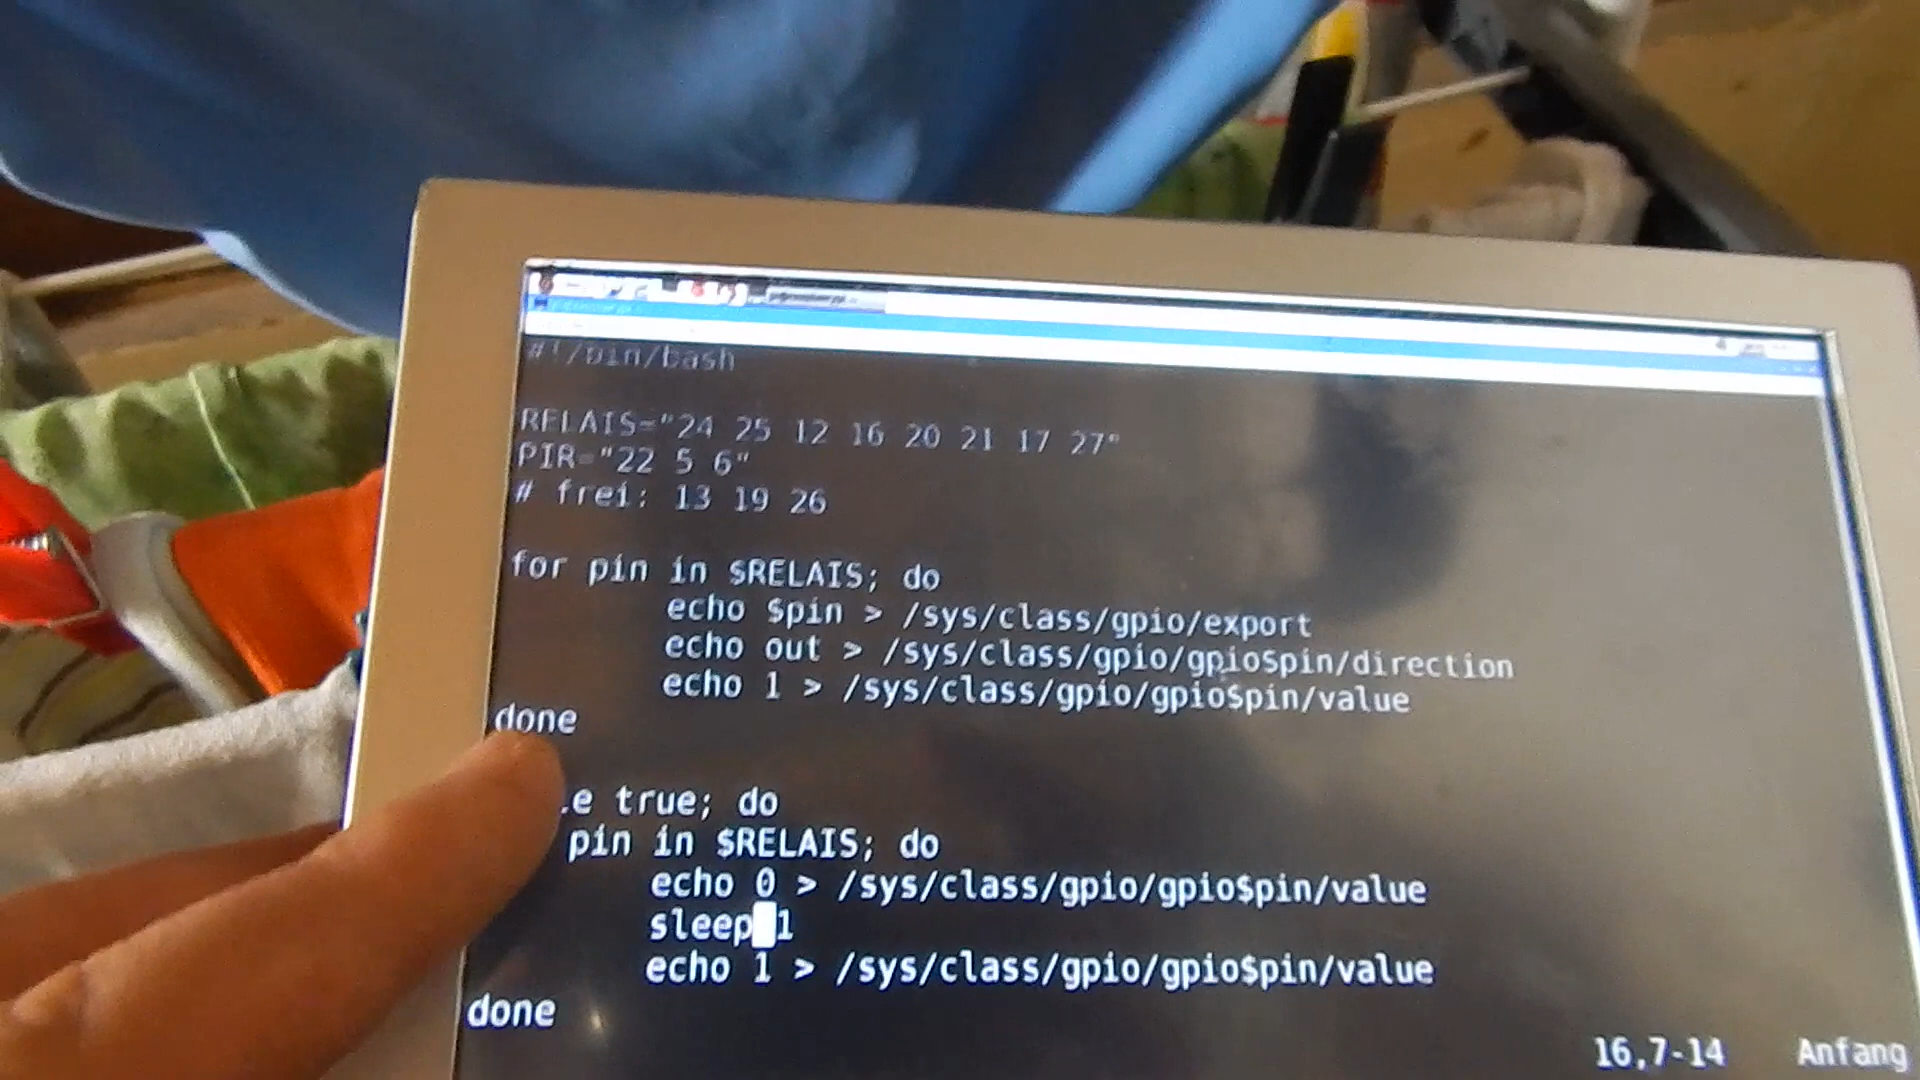 #!/bin/bash
RELAIS="24 25 12 16 20 21 17 27"
PIR="22 5 6"
# frei: 13 19 26
for pin in $RELAIS; do
echo $pin > /sys/class/gpio/export
echo out > /sys/class/gpio/gpio$pin/direction
echo 1 > /sys/class/gpio/gpio$pin/value
done
true; do
pin in $RELAIS; do
echo 0 > /sys/class/gpio/gpio$pin/value
sleep 1
echo 1 > /sys/class/gpio/gpio$pin/value
done
16,7-14 Anfang